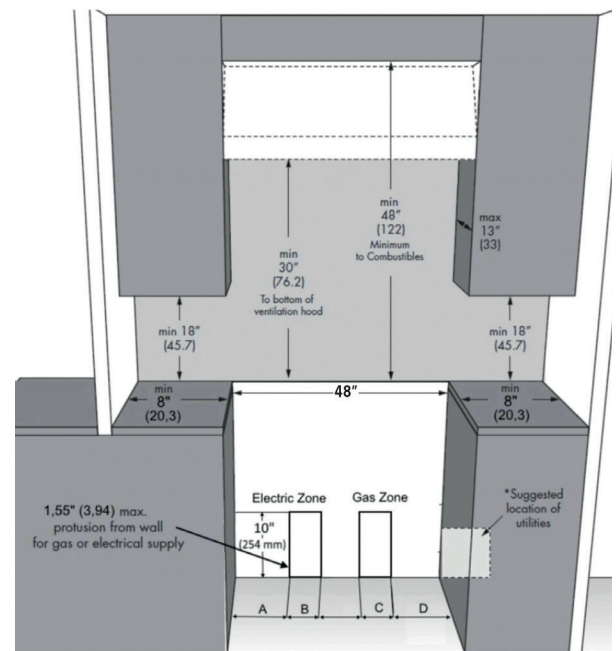 min
48"
(122)
Minimum
to Combustibles
max
13"
(33)
min
30"
(76.2)
To bottom of
ventilation hood
min 18"
(45.7)
min 18"
(45.7)
min
8"
(20,3)
48"
min
8"
(20,3)
Electric Zone
Gas Zone
*Suggested
location of
utilities
1,55" (3,94) max.
protusion from wall
for gas or electrical supply
10"
(254 mm)
A
B
C
D